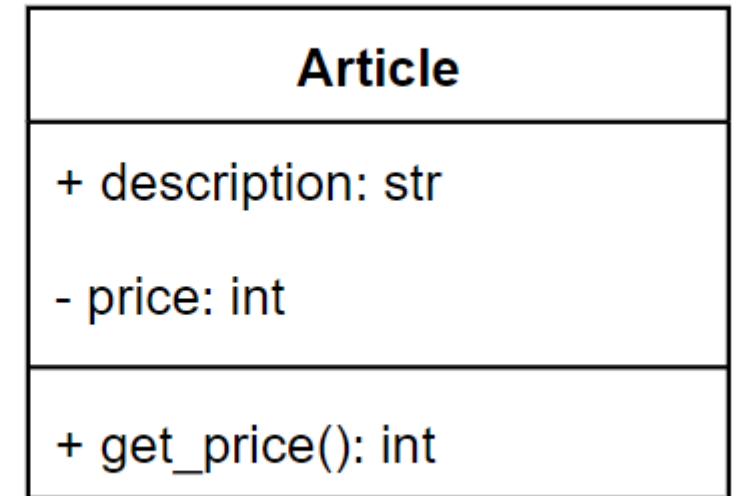 Article
+ description: str
- price: int
+ get_price(): int